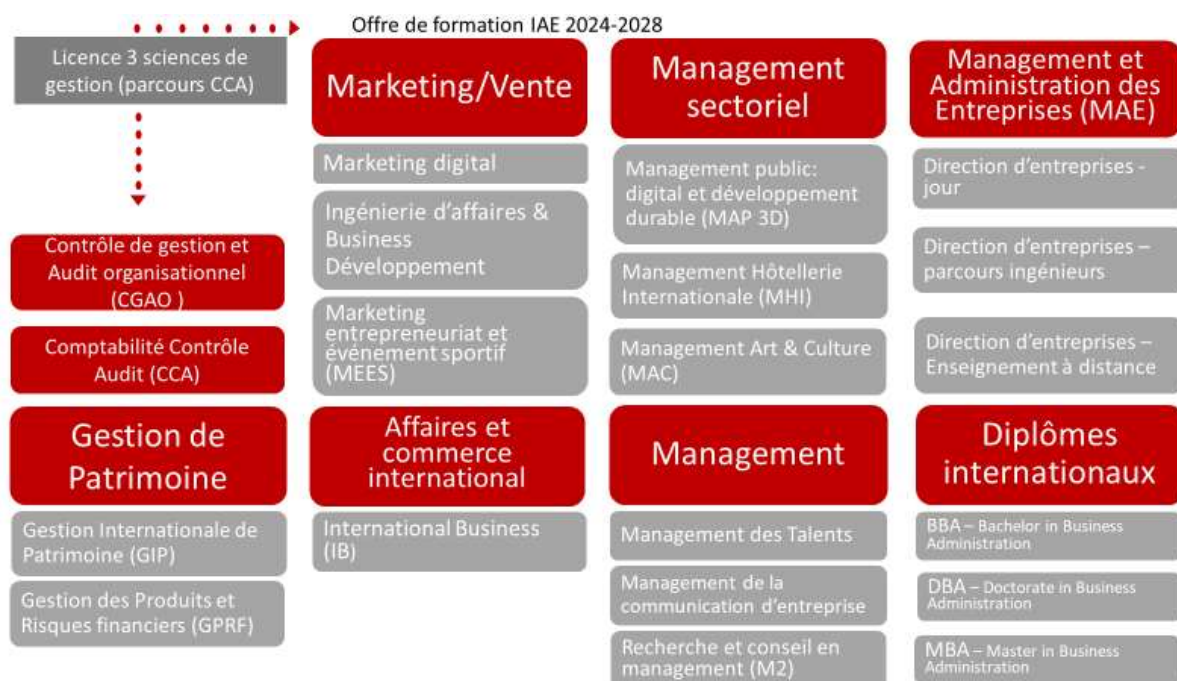 Offre de formation IAE 2024-2028
Licence 3 sciences de
gestion (parcours CCA)
Contrôle de gestion et
Audit organisationnel
(CGAO )
Comptabilité Contrôle
Audit (CCA)
Marketing/Vente
Marketing digital
Ingénierie d'affaires &
Business
Développement
Marketing
entrepreneuriat et
événement sportif
(MEES)
Management
sectoriel
Management public:
digital et développement
durable (MAP 3D)
Management Hôtellerie
Internationale (MHI)
Management Art & Culture
(MAC)
Management et
Administration des
Entreprises (MAE)
Direction d'entreprises -
jour
Direction d'entreprises –
parcours ingénieurs
Direction d'entreprises –
Enseignement à distance
Gestion de
Patrimoine
Gestion Internationale de
Patrimoine (GIP)
Gestion des Produits et
Risques financiers (GPRF)
Affaires et
commerce
international
International Business
(IB)
Management
Management des Talents
Management de la
communication d'entreprise
Recherche et conseil en
management (M2)
Diplômes
internationaux
BBA – Bachelor in Business
Administration
DBA – Doctorate in Business
Administration
MBA – Master in Business
Administration